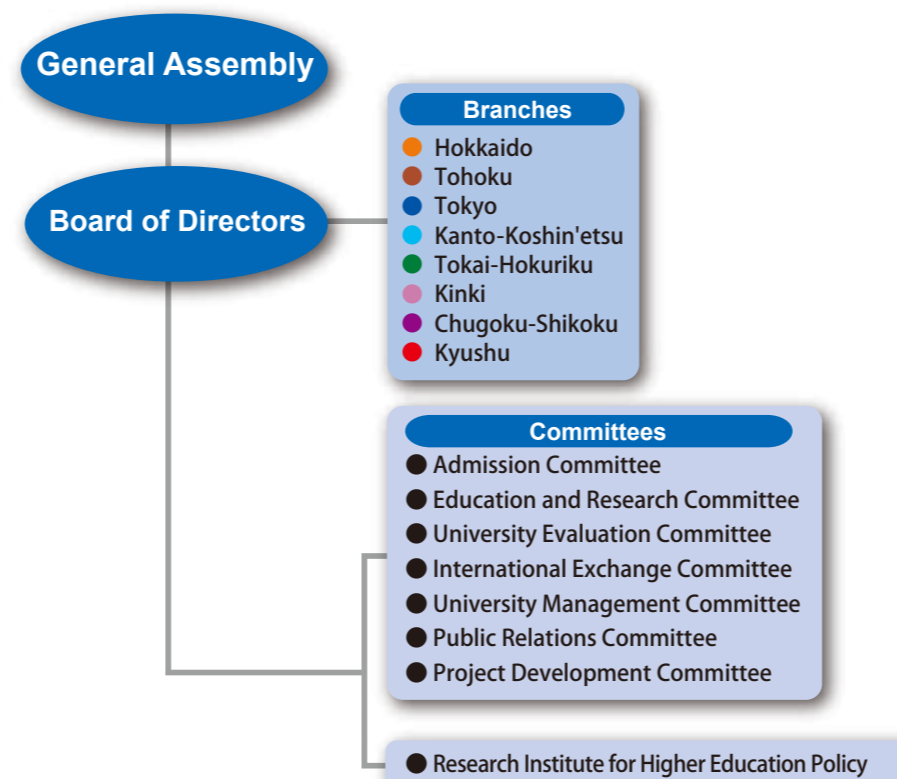 General Assembly
Board of Directors
Branches
Hokkaido
Tohoku
Tokyo
Kanto-Koshin'etsu
Tokai-Hokuriku
Kinki
Chugoku-Shikoku
Kyushu
Committees
Admission Committee
Education and Research Committee
University Evaluation Committee
International Exchange Committee
University Management Committee
Public Relations Committee
Project Development Committee
Research Institute for Higher Education Policy